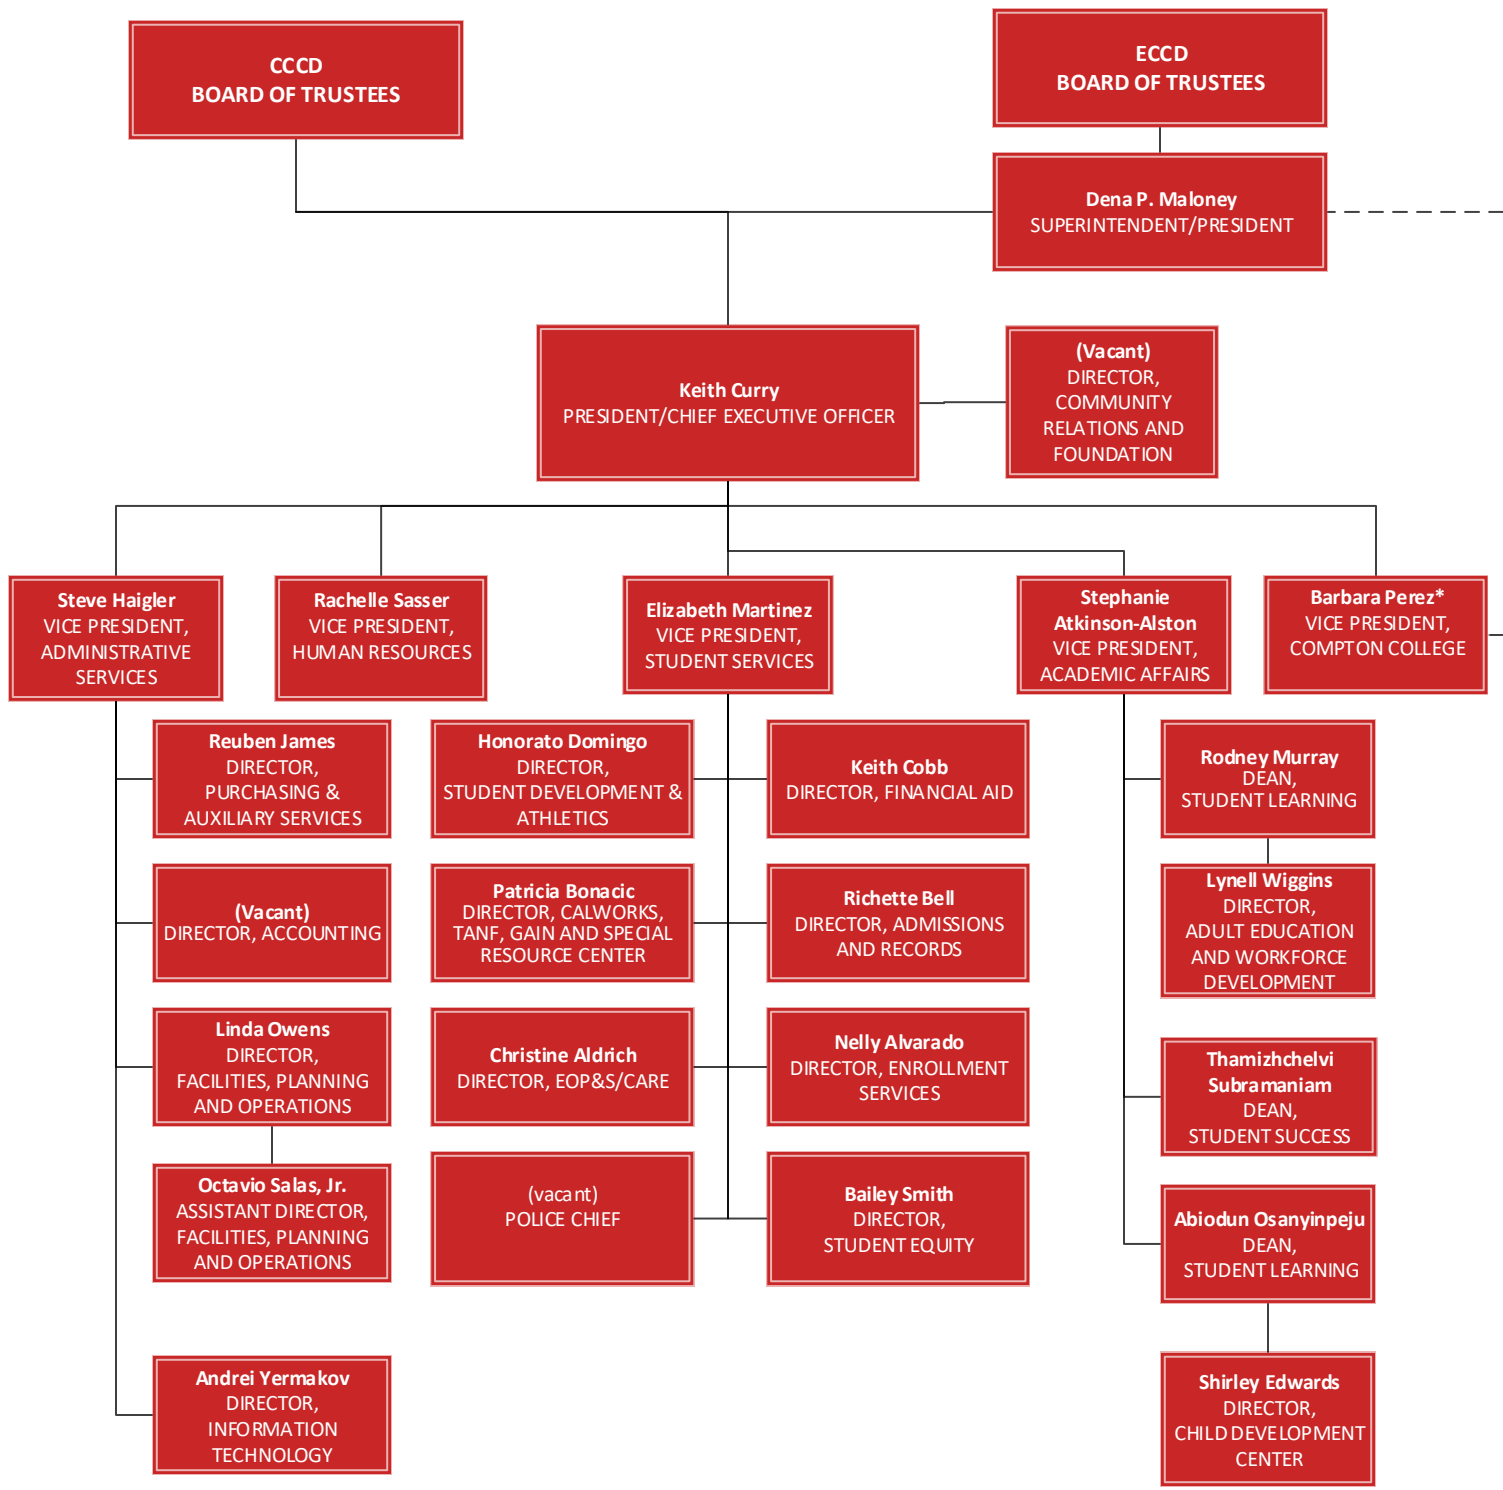 CCCD
BOARD OF TRUSTEES
ECCD
BOARD OF TRUSTEES
Dena P. Maloney
SUPERINTENDENT/PRESIDENT
Keith Curry
PRESIDENT/CHIEF EXECUTIVE OFFICER
(Vacant)
DIRECTOR,
COMMUNITY
RELATIONS AND
FOUNDATION
Steve Haigler
VICE PRESIDENT,
ADMINISTRATIVE
SERVICES
Rachelle Sasser
VICE PRESIDENT,
HUMAN RESOURCES
Elizabeth Martinez
VICE PRESIDENT,
STUDENT SERVICES
Stephanie
Atkinson-Alston
VICE PRESIDENT,
ACADEMIC AFFAIRS
Barbara Perez*
VICE PRESIDENT,
COMPTON COLLEGE
Reuben James
DIRECTOR,
PURCHASING &
AUXILIARY SERVICES
Honorato Domingo
DIRECTOR,
STUDENT DEVELOPMENT &
ATHLETICS
Keith Cobb
DIRECTOR, FINANCIAL AID
Rodney Murray
DEAN,
STUDENT LEARNING
(Vacant)
DIRECTOR, ACCOUNTING
Patricia Bonacic
DIRECTOR, CALWORKS,
TANF, GAIN AND SPECIAL
RESOURCE CENTER
Richette Bell
DIRECTOR, ADMISSIONS
AND RECORDS
Lynell Wiggins
DIRECTOR,
ADULT EDUCATION
AND WORKFORCE
DEVELOPMENT
Linda Owens
DIRECTOR,
FACILITIES, PLANNING
AND OPERATIONS
Christine Aldrich
DIRECTOR, EOP&S/CARE
Nelly Alvarado
DIRECTOR, ENROLLMENT
SERVICES
Thamizhchelvi
Subramaniam
DEAN,
STUDENT SUCCESS
Octavio Salas, Jr.
ASSISTANT DIRECTOR,
FACILITIES, PLANNING
AND OPERATIONS
(vacant)
POLICE CHIEF
Bailey Smith
DIRECTOR,
STUDENT EQUITY
Abiodun Osanyinpeju
DEAN,
STUDENT LEARNING
Andrei Yermakov
DIRECTOR,
INFORMATION
TECHNOLOGY
Shirley Edwards
DIRECTOR,
CHILD DEVELOPMENT
CENTER